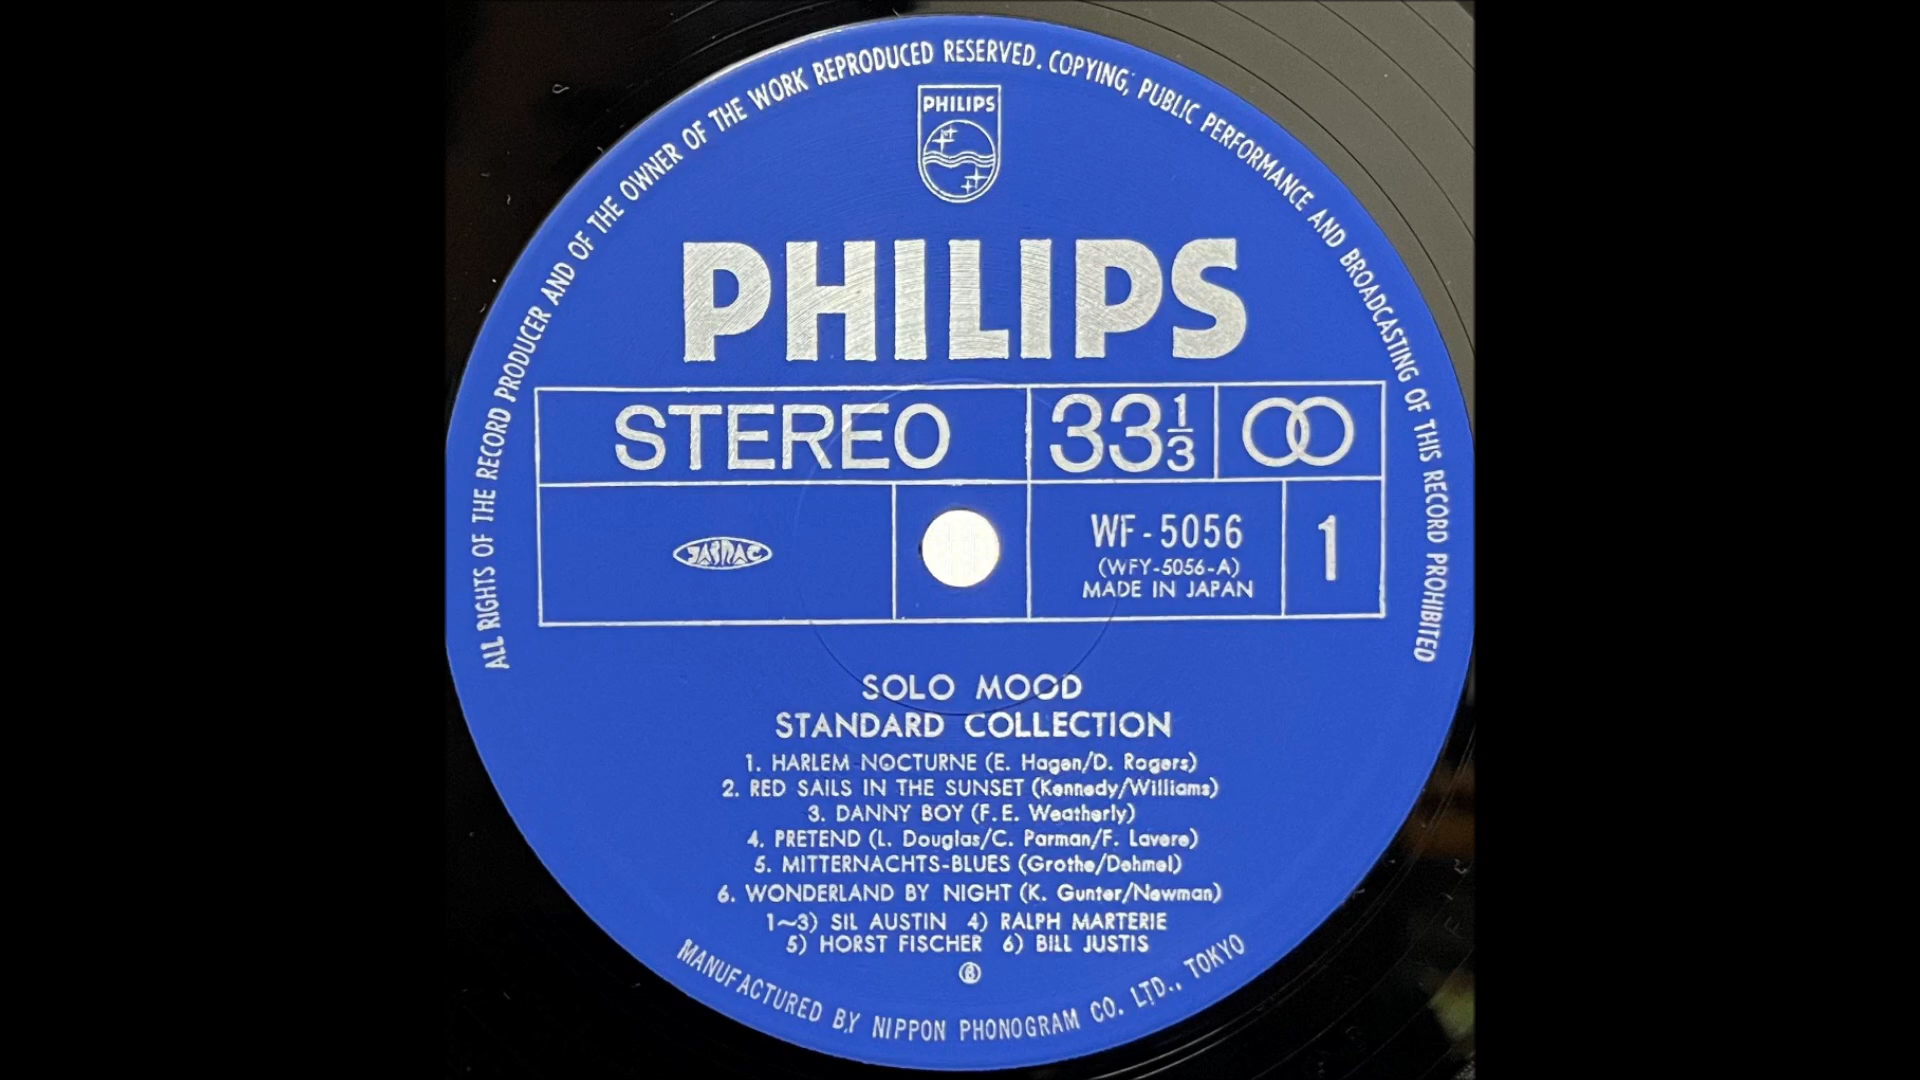 ALL RIGHTS OF THE RECORD PRODUCER AND OF THE OWNER OF THE WORK REPRODUCED RESERVED. COPYING, PUBLIC PERFORMANCE AND BROADCASTING OF THIS RECORD PROHIBITED
PHILIPS
PHILIPS
STEREO 33 1/3
JASRAC
WF-5056
(WFY-5056-A)
MADE IN JAPAN
1
SOLO MOOD
STANDARD COLLECTION
1. HARLEM NOCTURNE (E. Hagen/D. Rogers)
2. RED SAILS IN THE SUNSET (Kennedy/Williams)
3. DANNY BOY (F.E. Weatherly)
4. PRETEND (L. Douglas/C. Parman/F. Lavere)
5. MITTERNACHTS-BLUES (Grothe/Dehmel)
6. WONDERLAND BY NIGHT (K. Gunter/Newman)
1~3) SIL AUSTIN 4) RALPH MARTERIE
5) HORST FISCHER 6) BILL JUSTIS
MANUFACTURED BY NIPPON PHONOGRAM CO. LTD., TOKYO